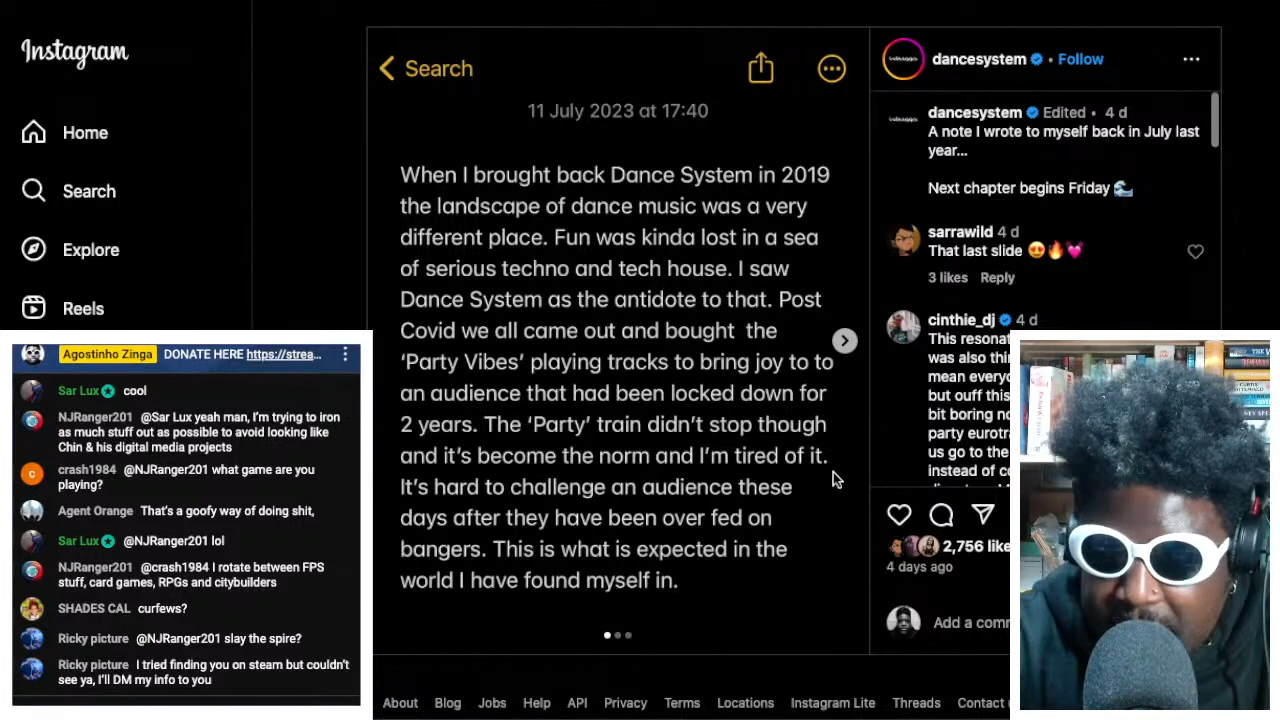 Instagram
Home
Search
Explore
Reels
Search
11 July 2023 at 17:40
When I brought back Dance System in 2019
the landscape of dance music was a very
different place. Fun was kinda lost in a sea
of serious techno and tech house. I saw
Dance System as the antidote to that. Post
Covid we all came out and bought the
‘Party Vibes’ playing tracks to bring joy to to
an audience that had been locked down for
2 years. The ‘Party’ train didn’t stop though
and it’s become the norm and I’m tired of it.
It’s hard to challenge an audience these
days after they have been over fed on
bangers. This is what is expected in the
world I have found myself in.
dancesystem • Follow
dancesystem Edited • 4 d
A note I wrote to myself back in July last
year...
Next chapter begins Friday
sarrawild 4 d
That last slide
3 likes Reply
cinthie_dj 4 d
This resona
was also thi
mean every
but ouff this
bit boring no
party eurotra
us go to the
instead of co
2,756 like
4 days ago
Add a com
Agostinho Zinga DONATE HERE https://strea...
Sar Lux cool
NJRanger201 @Sar Lux yeah man, I'm trying to iron
as much stuff out as possible to avoid looking like
Chin & his digital media projects
crash1984 @NJRanger201 what game are you
playing?
Agent Orange That's a goofy way of doing shit,
Sar Lux @NJRanger201 lol
NJRanger201 @crash1984 I rotate between FPS
stuff, card games, RPGs and citybuilders
SHADES CAL curfews?
Ricky picture @NJRanger201 slay the spire?
Ricky picture I tried finding you on steam but couldn't
see ya, I'll DM my info to you
About Blog Jobs Help API Privacy Terms Locations Instagram Lite Threads Contact